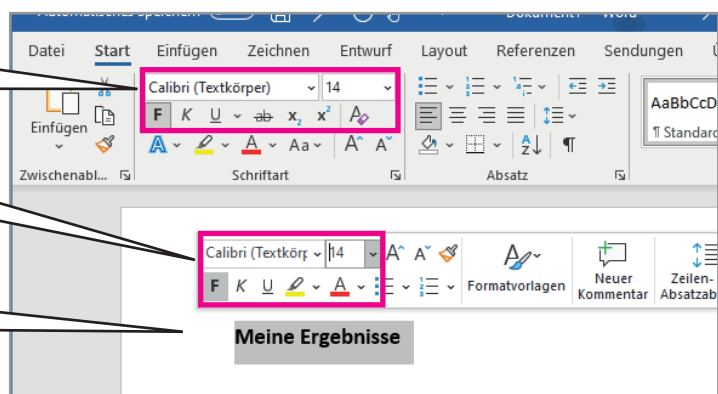 Datei Start Einfügen Zeichnen Entwurf Layout Referenzen Sendungen
Calibri (Textkörper) 14
F K U ab x₂ x² A
Einfügen
A A Aa A A
AaBbCcD
¶ Standard
Zwischenabl... Schriftart Absatz
Calibri (Textkörp 14 A A
F K U A
Formatvorlagen
Neuer
Kommentar
Zeilen-
Absatzab
Meine Ergebnisse